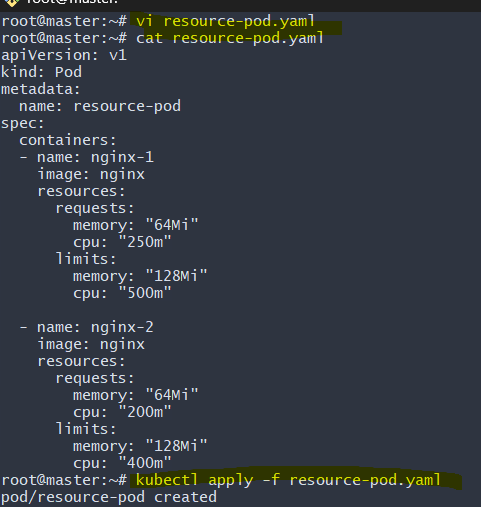 root@master:
root@master:~# vi resource-pod.yaml
root@master:~# cat resource-pod.yaml
apiVersion: v1
kind: Pod
metadata:
  name: resource-pod
spec:
  containers:
  - name: nginx-1
    image: nginx
    resources:
      requests:
        memory: "64Mi"
        cpu: "250m"
      limits:
        memory: "128Mi"
        cpu: "500m"

  - name: nginx-2
    image: nginx
    resources:
      requests:
        memory: "64Mi"
        cpu: "200m"
      limits:
        memory: "128Mi"
        cpu: "400m"
root@master:~# kubectl apply -f resource-pod.yaml
pod/resource-pod created